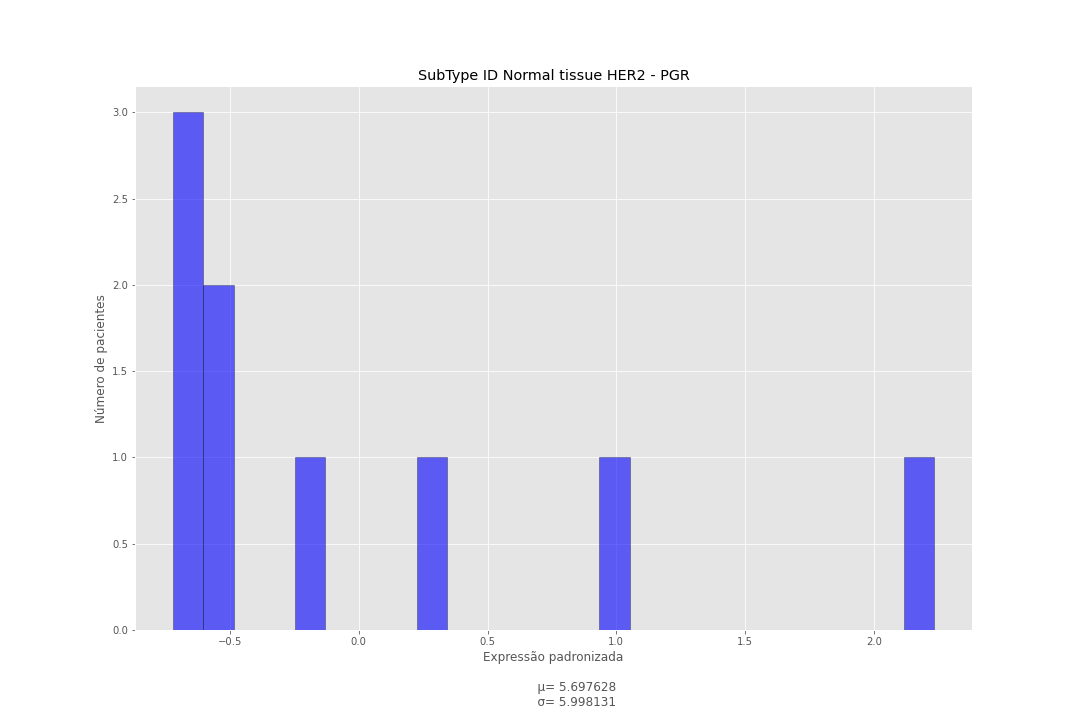 SubType ID Normal tissue HER2 - PGR
3.0
2.5
2.0
1.5
1.0
0.5
0.0
Número de pacientes
−0.5 0.0 0.5 1.0 1.5 2.0
Expressão padronizada
μ= 5.697628
σ= 5.998131